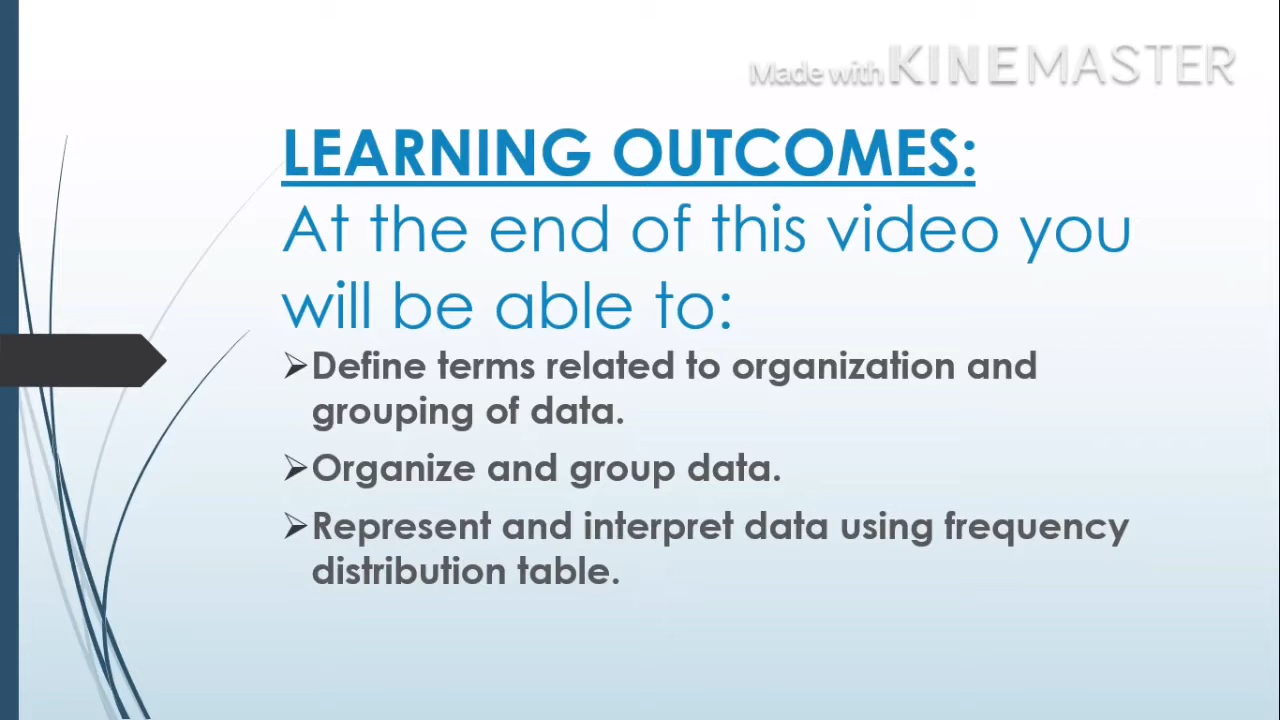 Made with KINEMASTER
LEARNING OUTCOMES:
At the end of this video you
will be able to:
➢Define terms related to organization and
grouping of data.
➢Organize and group data.
➢Represent and interpret data using frequency
distribution table.